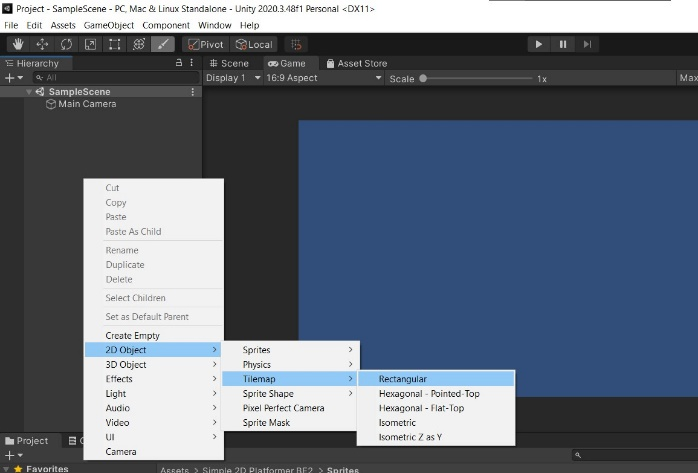 Project - SampleScene - PC, Mac & Linux Standalone - Unity 2020.3.48f1 Personal <DX11>
File Edit Assets GameObject Component Window Help
Pivot Local
Hierarchy Scene Game Asset Store
All Display 1 16:9 Aspect Scale 1x Max
SampleScene
Main Camera
Cut
Copy
Paste
Paste As Child
Rename
Duplicate
Delete
Select Children
Set as Default Parent
Create Empty
2D Object > Sprites >
3D Object > Physics >
Effects > Tilemap > Rectangular
Light > Sprite Shape > Hexagonal - Pointed-Top
Audio > Pixel Perfect Camera Hexagonal - Flat-Top
Video > Sprite Mask Isometric
UI > Isometric Z as Y
Project C
Camera
Favorites Assets > Simple 2D Platformer BE2 > Sprites